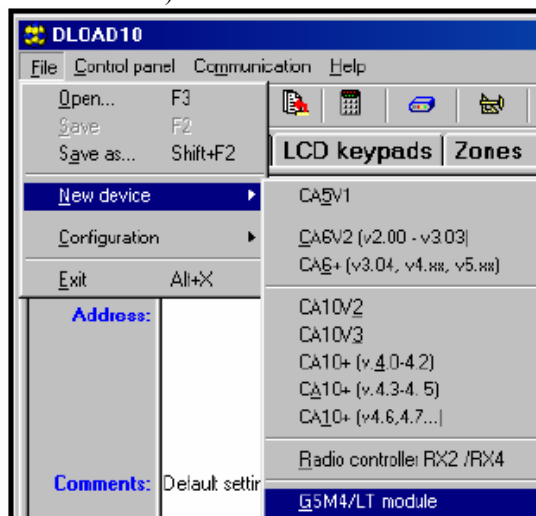 DLOAD10
File Control panel Communication Help
Open... F3
Save F2
Save as... Shift+F2
New device
Configuration
Exit Alt+X
LCD keypads Zones
CA5V1
CA6V2 (v2.00 - v3.03)
CA6+ (v3.04, v4.xx, v5.xx)
CA10V2
CA10V3
CA10+ (v.4.0-4.2)
CA10+ (v.4.3-4.5)
CA10+ (v4.6,4.7...)
Radio controller RX2 /RX4
GSM4/LT module
Address:
Comments: Default settin